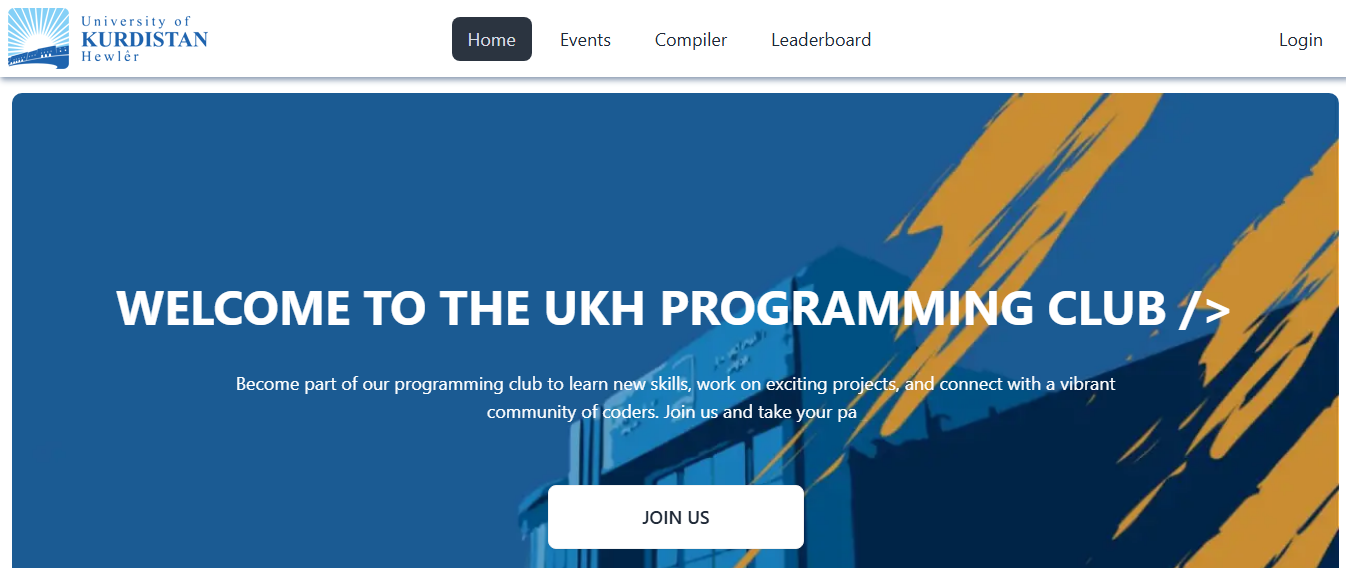 University of
KURDISTAN
Hewlêr
Home
Events
Compiler
Leaderboard
Login
WELCOME TO THE UKH PROGRAMMING CLUB />
Become part of our programming club to learn new skills, work on exciting projects, and connect with a vibrant
community of coders. Join us and take your pa
JOIN US